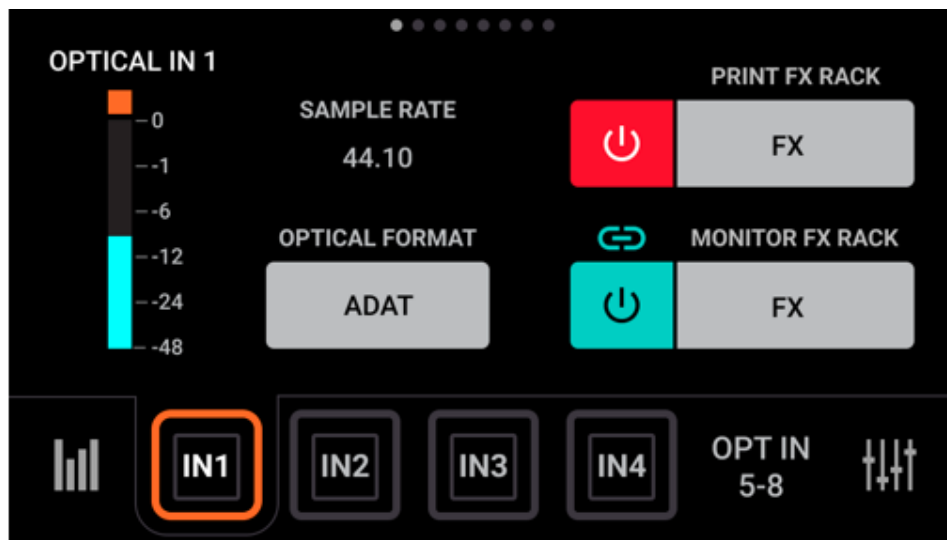 OPTICAL IN 1
0
-1
-6
-12
-24
-48
SAMPLE RATE
44.10
OPTICAL FORMAT
ADAT
PRINT FX RACK
FX
MONITOR FX RACK
FX
IN1
IN2
IN3
IN4
OPT IN
5-8